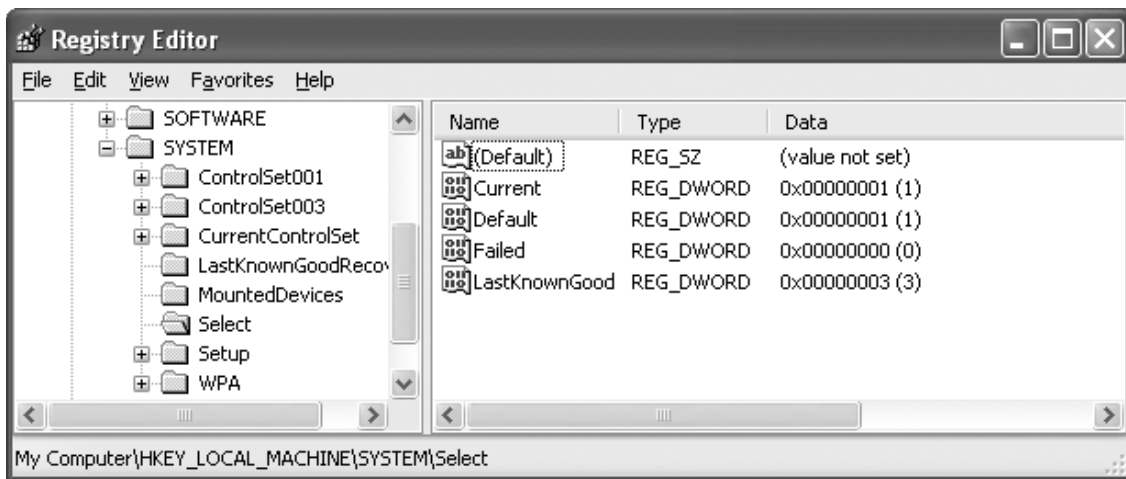 Registry Editor
File Edit View Favorites Help
SOFTWARE
SYSTEM
ControlSet001
ControlSet003
CurrentControlSet
LastKnownGoodRecov
MountedDevices
Select
Setup
WPA
Name Type Data
(Default) REG_SZ (value not set)
Current REG_DWORD 0x00000001 (1)
Default REG_DWORD 0x00000001 (1)
Failed REG_DWORD 0x00000000 (0)
LastKnownGood REG_DWORD 0x00000003 (3)
My Computer\HKEY_LOCAL_MACHINE\SYSTEM\Select